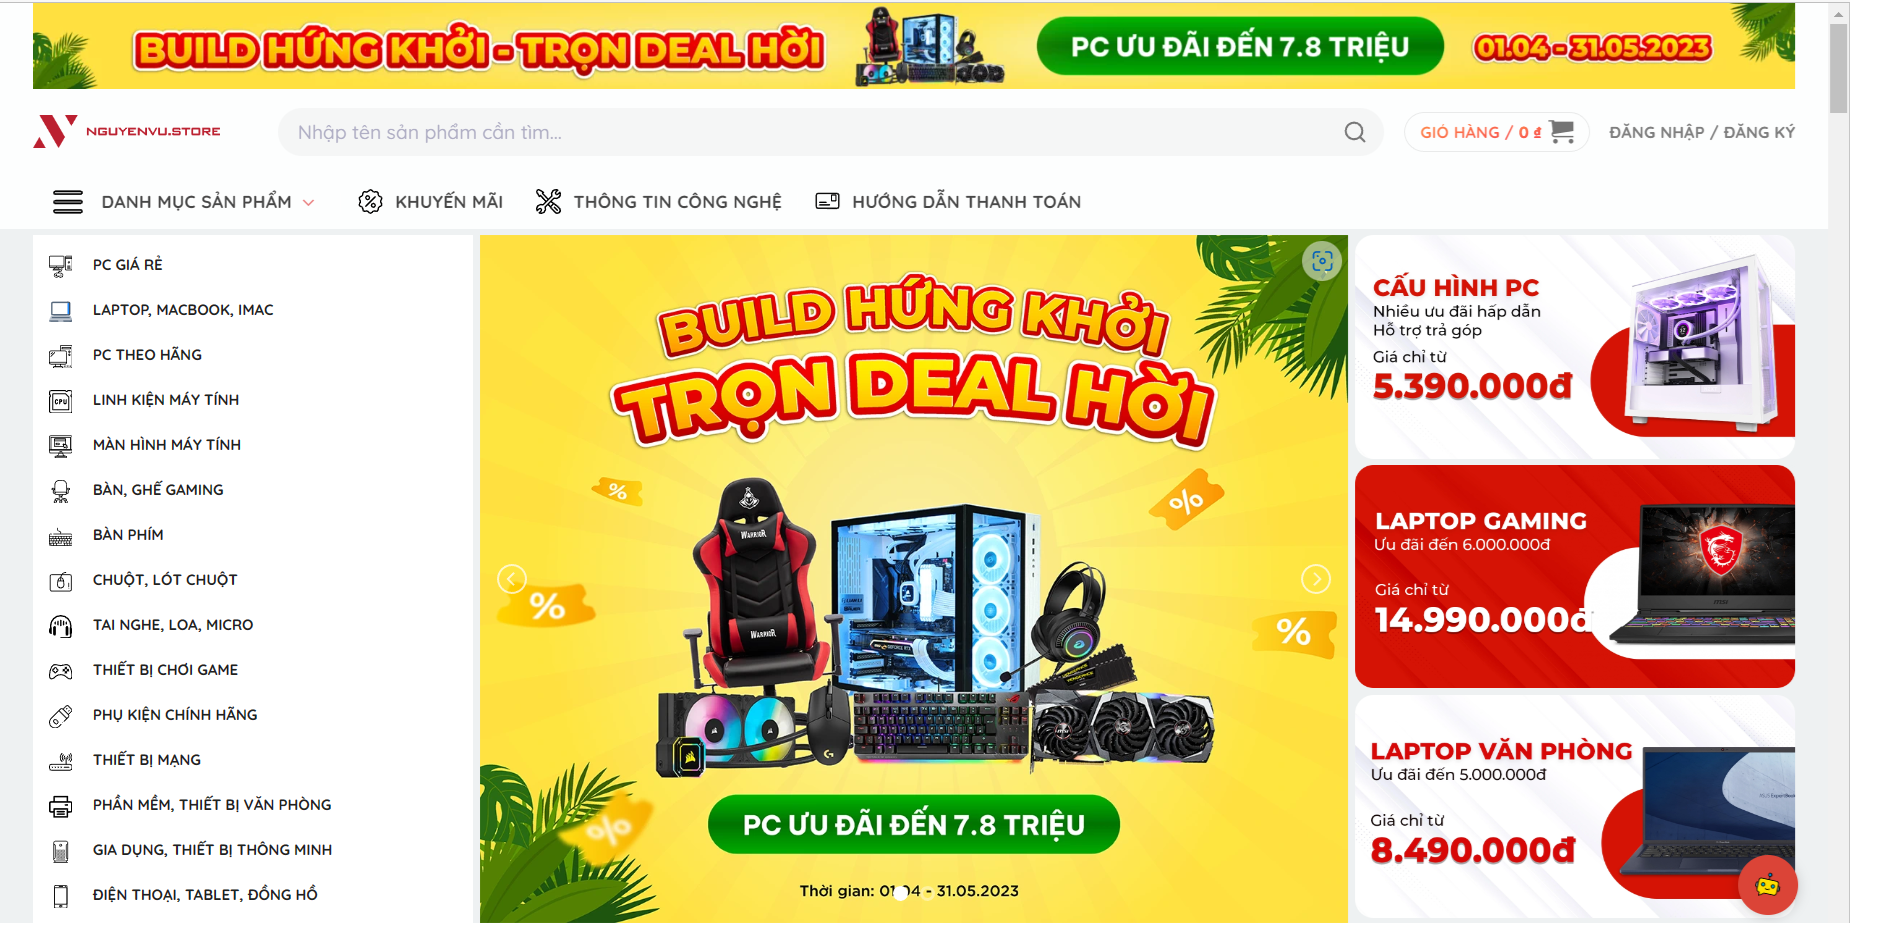 BUILD HỨNG KHỞI - TRỌN DEAL HỜI
PC ƯU ĐÃI ĐẾN 7.8 TRIỆU
01.04 - 31.05.2023
NGUYENVU.STORE
Nhập tên sản phẩm cần tìm...
GIỎ HÀNG / 0 ₫
ĐĂNG NHẬP / ĐĂNG KÝ
DANH MỤC SẢN PHẨM
KHUYẾN MÃI
THÔNG TIN CÔNG NGHỆ
HƯỚNG DẪN THANH TOÁN
PC GIÁ RẺ
LAPTOP, MACBOOK, IMAC
PC THEO HÃNG
CPU
LINH KIỆN MÁY TÍNH
MÀN HÌNH MÁY TÍNH
BÀN, GHẾ GAMING
BÀN PHÍM
CHUỘT, LÓT CHUỘT
TAI NGHE, LOA, MICRO
THIẾT BỊ CHƠI GAME
PHỤ KIỆN CHÍNH HÃNG
THIẾT BỊ MẠNG
PHẦN MỀM, THIẾT BỊ VĂN PHÒNG
GIA DỤNG, THIẾT BỊ THÔNG MINH
ĐIỆN THOẠI, TABLET, ĐỒNG HỒ
BUILD HỨNG KHỞI
TRỌN DEAL HỜI
%
%
WARRIOR
WARRIOR
%
%
%
PC ƯU ĐÃI ĐẾN 7.8 TRIỆU
Thời gian: 01.04 - 31.05.2023
CẤU HÌNH PC
Nhiều ưu đãi hấp dẫn
Hỗ trợ trả góp
Giá chỉ từ
5.390.000đ
LAPTOP GAMING
Ưu đãi đến 6.000.000đ
Giá chỉ từ
14.990.000đ
LAPTOP VĂN PHÒNG
Ưu đãi đến 5.000.000đ
Giá chỉ từ
8.490.000đ